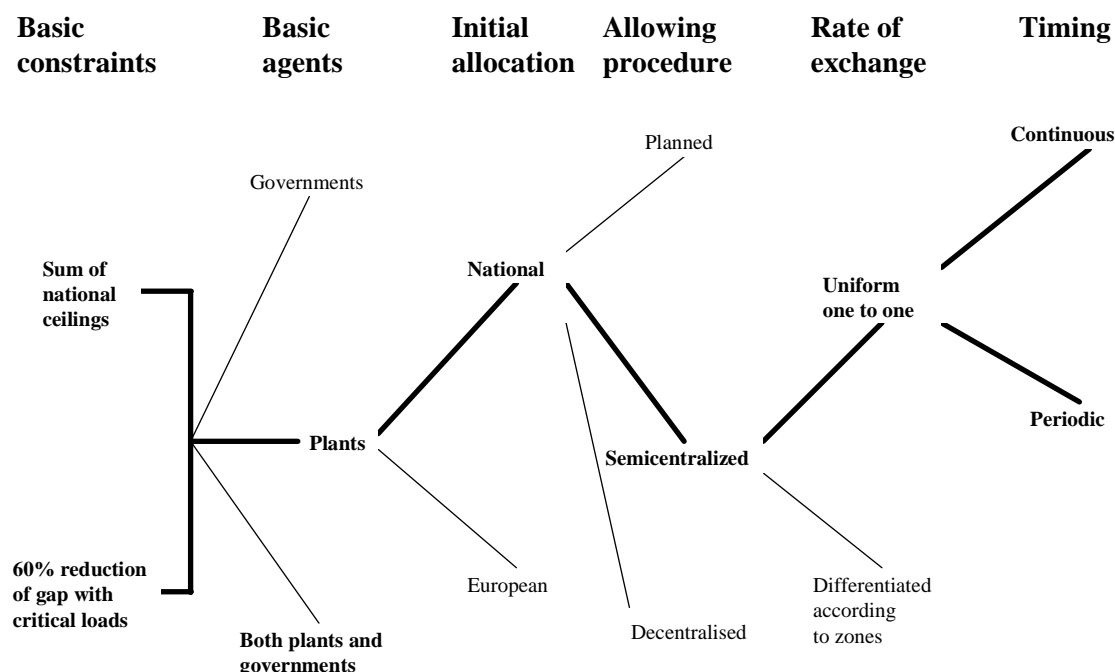 Basic
constraints
Basic
agents
Initial
allocation
Allowing
procedure
Rate of
exchange
Timing
Continuous
Planned
Governments
Sum of
national
ceilings
National
Uniform
one to one
Periodic
Plants
Semicentralized
60% reduction
of gap with
critical loads
European
Differentiated
according
to zones
Both plants and
governments
Decentralised